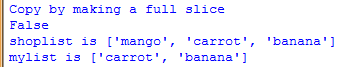 Copy by making a full slice
False
shoplist is ['mango', 'carrot', 'banana']
mylist is ['carrot', 'banana']